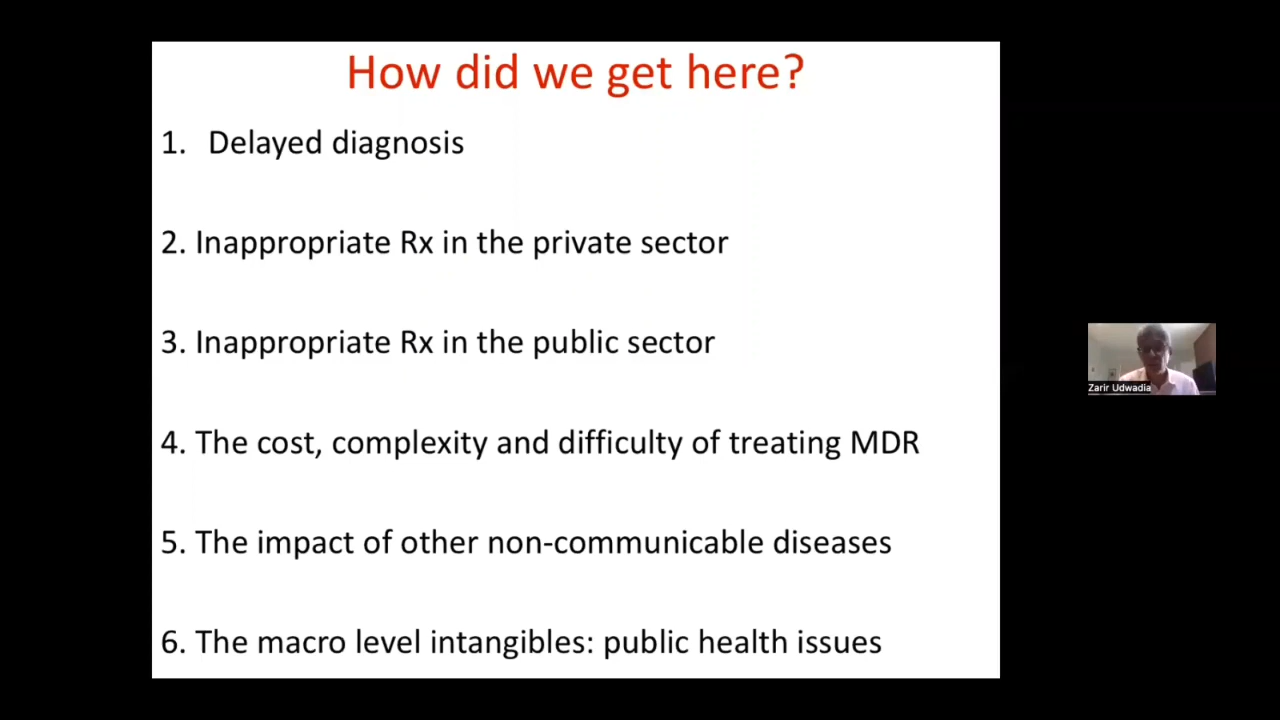 How did we get here?
1. Delayed diagnosis
2. Inappropriate Rx in the private sector
3. Inappropriate Rx in the public sector
4. The cost, complexity and difficulty of treating MDR
5. The impact of other non-communicable diseases
6. The macro level intangibles: public health issues
Zarir Udwadia